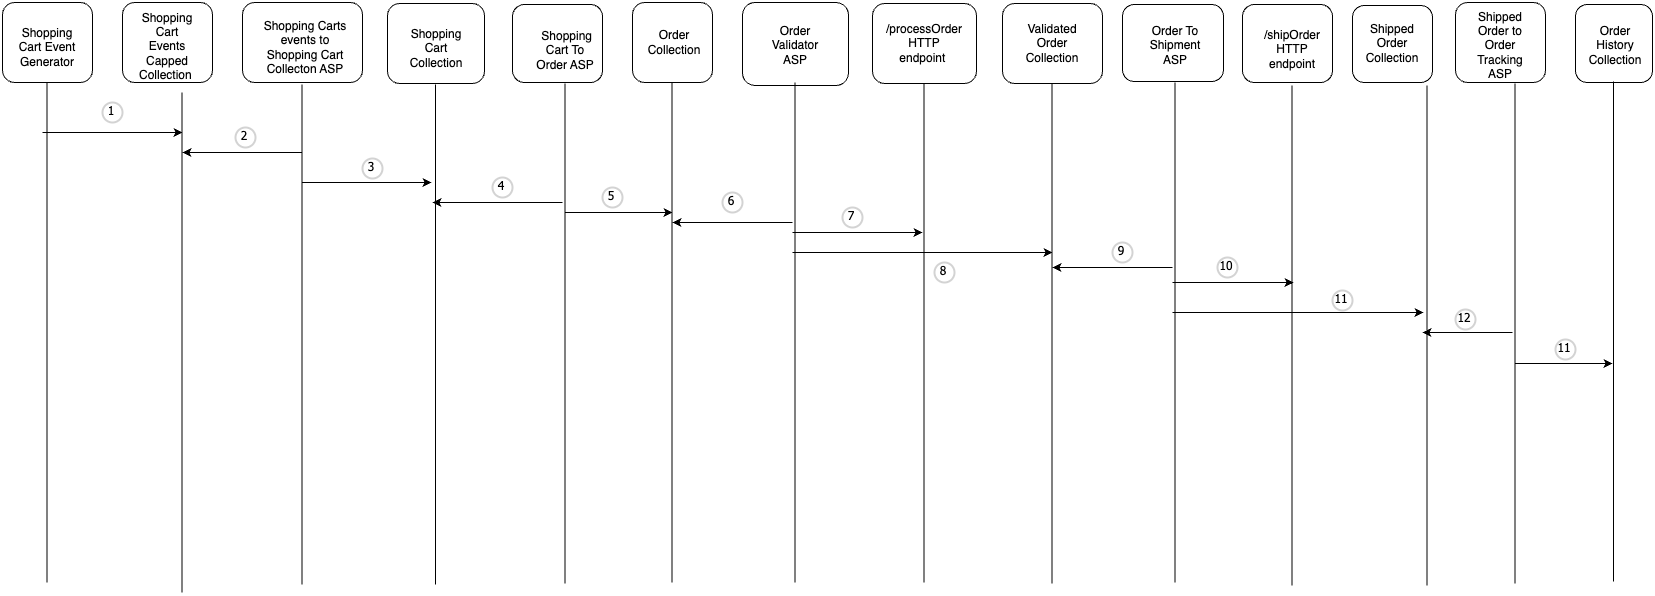 Shopping
Cart Event
Generator
Shopping
Cart
Events
Capped
Collection
Shopping Carts
events to
Shopping Cart
Collecton ASP
Shopping
Cart
Collection
Shopping
Cart To
Order ASP
Order
Collection
Order
Validator
ASP
/processOrder
HTTP
endpoint
Validated
Order
Collection
Order To
Shipment
ASP
/shipOrder
HTTP
endpoint
Shipped
Order
Collection
Shipped
Order to
Order
Tracking
ASP
Order
History
Collection
1
2
3
4
5
6
7
8
9
10
11
12
11